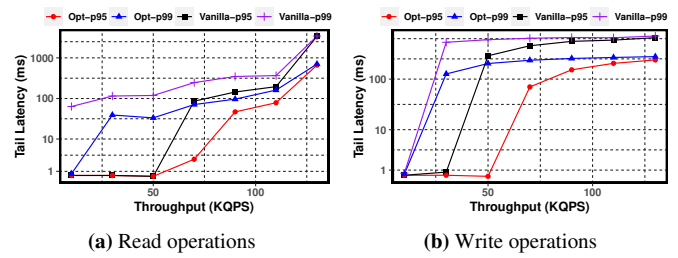 Opt-p95 Opt-p99 Vanilla-p95 Vanilla-p99
Tail Latency (ms)
1000
100
10
1
50 100
Throughput (KQPS)
(a) Read operations
Opt-p95 Opt-p99 Vanilla-p95 Vanilla-p99
Tail Latency (ms)
100
10
1
50 100
Throughput (KQPS)
(b) Write operations